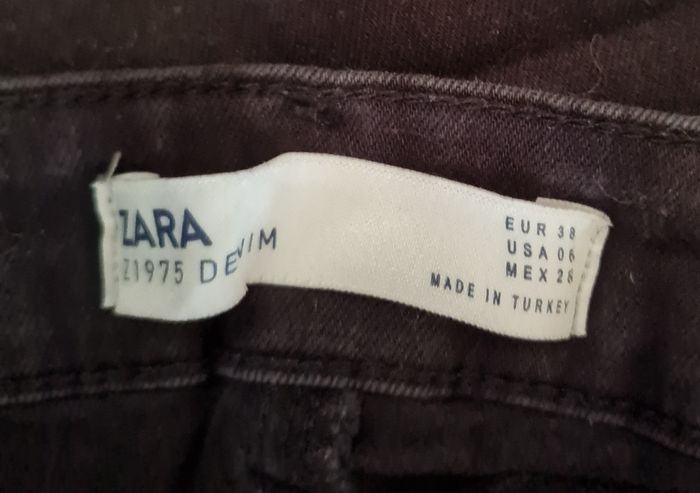 ZARA
Z1975 DENIM
EUR 38
USA 06
MEX 28
MADE IN TURKEY